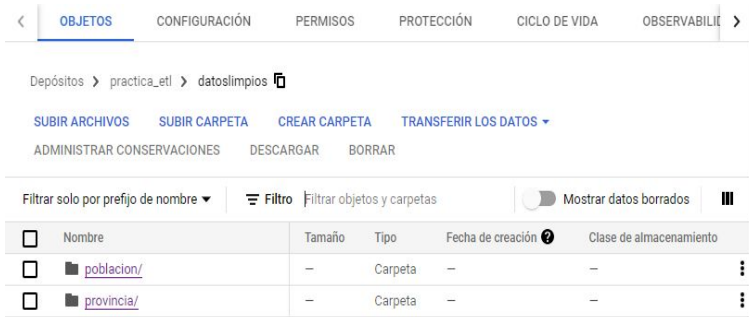 OBJETOS CONFIGURACIÓN PERMISOS PROTECCIÓN CICLO DE VIDA OBSERVABILID
Depósitos > practica_etl > datoslimpios
SUBIR ARCHIVOS SUBIR CARPETA CREAR CARPETA TRANSFERIR LOS DATOS
ADMINISTRAR CONSERVACIONES DESCARGAR BORRAR
Filtrar solo por prefijo de nombre Filtro Filtrar objetos y carpetas Mostrar datos borrados
Nombre Tamaño Tipo Fecha de creación Clase de almacenamiento
poblacion/ — Carpeta — —
provincia/ — Carpeta — —